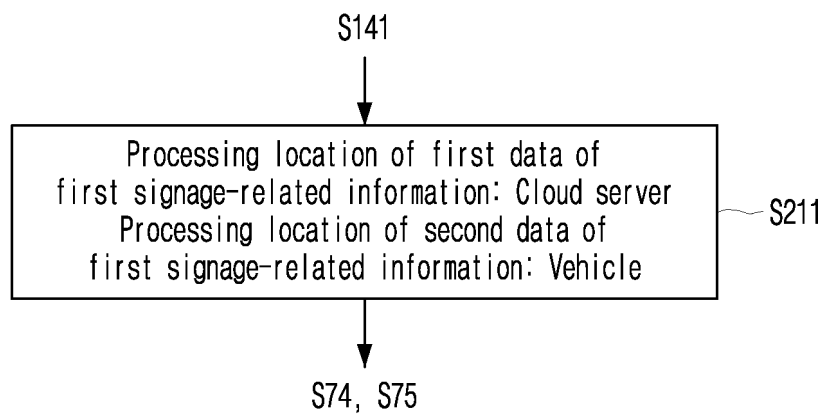 S141
Processing location of first data of
first signage-related information: Cloud server
Processing location of second data of
first signage-related information: Vehicle
S211
S74, S75